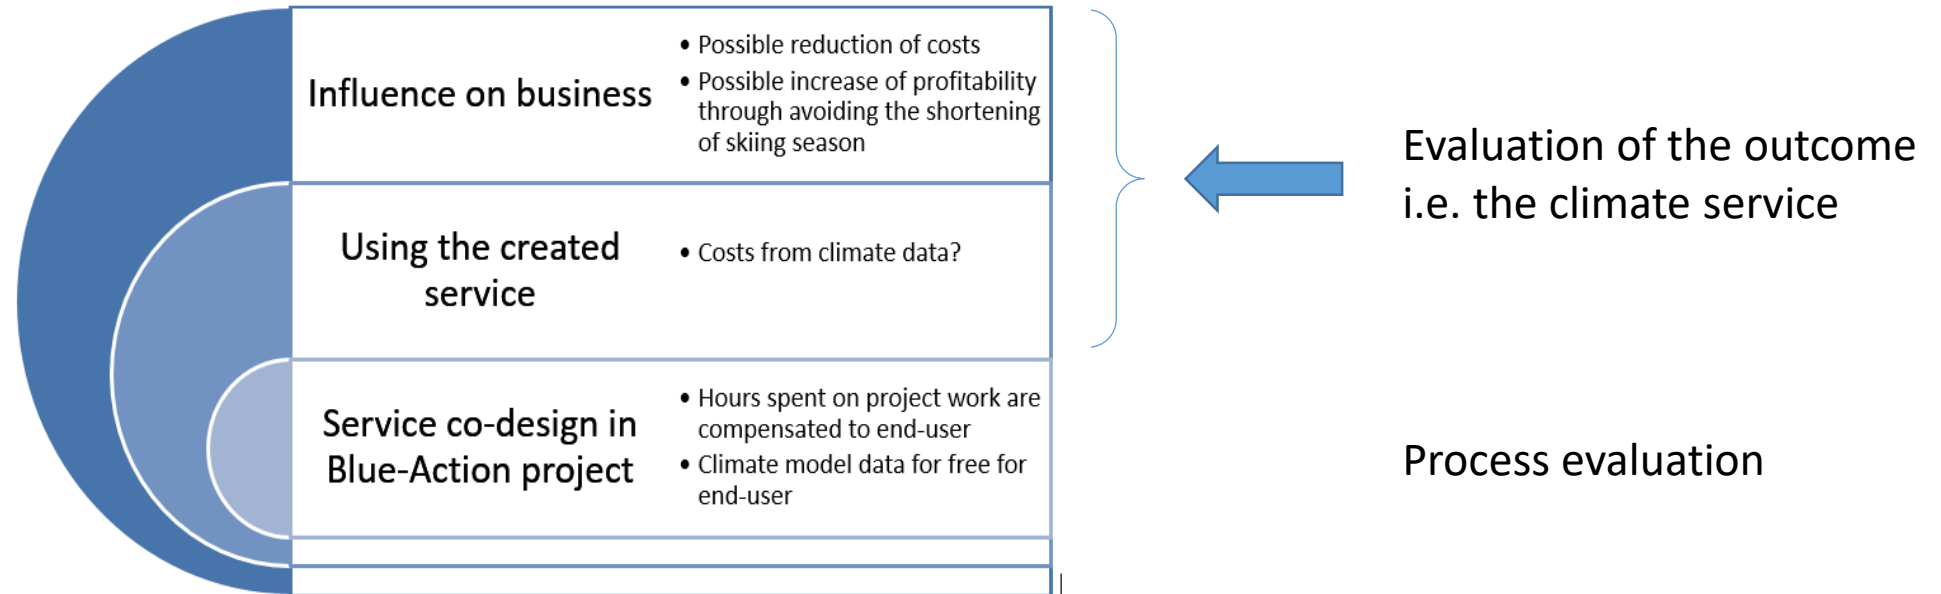 Influence on business
• Possible reduction of costs
• Possible increase of profitability
through avoiding the shortening
of skiing season
Evaluation of the outcome
i.e. the climate service
Using the created
service
• Costs from climate data?
Service co-design in
Blue-Action project
• Hours spent on project work are
compensated to end-user
• Climate model data for free for
end-user
Process evaluation